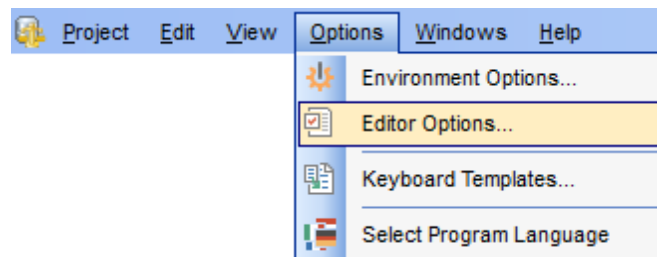 Project Edit View Options Windows Help
Environment Options...
Editor Options...
Keyboard Templates...
Select Program Language